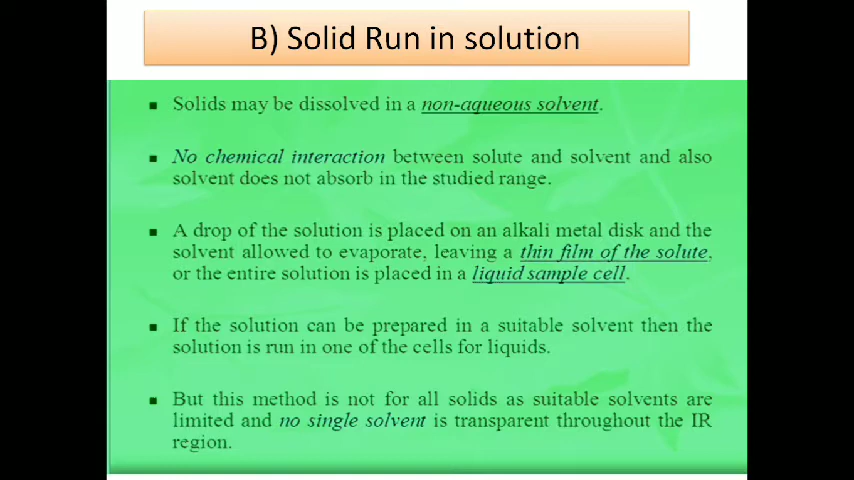 B) Solid Run in solution
▪ Solids may be dissolved in a non-aqueous solvent.
▪ No chemical interaction between solute and solvent and also
solvent does not absorb in the studied range.
▪ A drop of the solution is placed on an alkali metal disk and the
solvent allowed to evaporate, leaving a thin film of the solute,
or the entire solution is placed in a liquid sample cell.
▪ If the solution can be prepared in a suitable solvent then the
solution is run in one of the cells for liquids.
▪ But this method is not for all solids as suitable solvents are
limited and no single solvent is transparent throughout the IR
region.